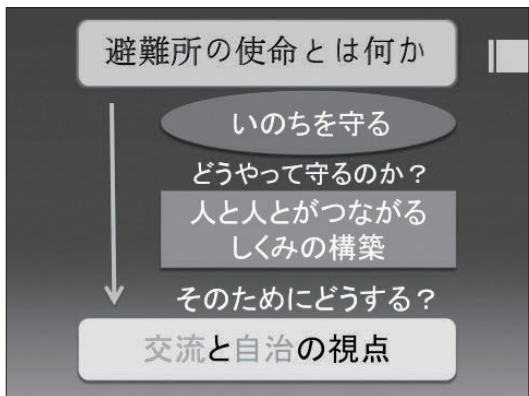 避難所の使命とは何か
いのちを守る
どうやって守るのか？
人と人とがつながる
しくみの構築
そのためにどうする？
交流と自治の視点